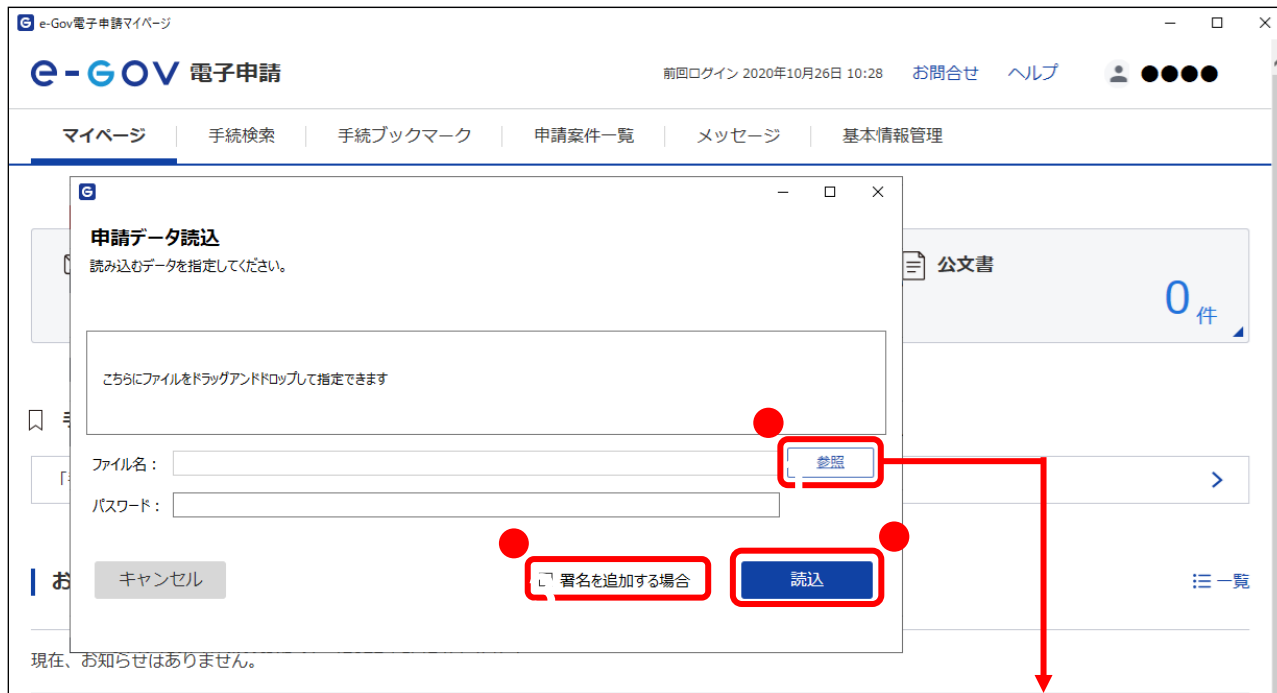 e-Gov電子申請マイページ
e-GOV 電子申請
前回ログイン 2020年10月26日 10:28 お問合せ ヘルプ ●●●●
マイページ 手続検索 手続ブックマーク 申請案件一覧 メッセージ 基本情報管理
申請データ読込
読み込むデータを指定してください。
公文書
0 件
こちらにファイルをドラッグアンドドロップして指定できます
ファイル名：
参照
パスワード：
キャンセル
署名を追加する場合
読込
お
一覧
現在、お知らせはありません。